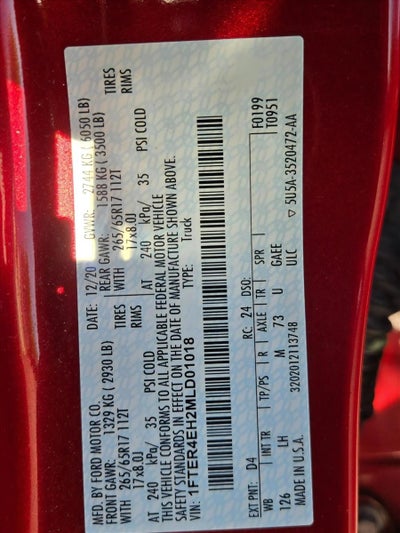 MFD. BY FORD MOTOR CO.
DATE: 12/20 GVWR: 2744 KG (6050 LB)
FRONT GAWR: 1329 KG (2930 LB) REAR GAWR: 1588 KG (3500 LB)
265/65R17 112T TIRES WITH 265/65R17 112T TIRES
17x8.0J RIMS 17x8.0J RIMS
AT 240 kPa/ 35 PSI COLD AT 240 kPa/ 35 PSI COLD
THIS VEHICLE CONFORMS TO ALL APPLICABLE FEDERAL MOTOR VEHICLE
SAFETY STANDARDS IN EFFECT ON THE DATE OF MANUFACTURE SHOWN ABOVE.
VIN: 1FTER4EH2MLD01018 TYPE: Truck
F0199
T0951
EXT PNT: D4 RC: 24 DSO:
WB INT TR TP/PS R AXLE TR SPR
126 LH M 73 U GAEE
ULC
MADE IN U.S.A. 3202012113748 ▽ 5U5A-3520472-AA